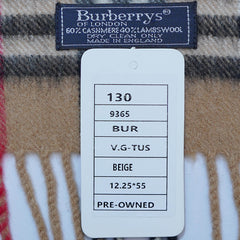 Burberrys®
OF LONDON
60% CASHMERE 40% LAMBSWOOL
DRY CLEAN ONLY
MADE IN ENGLAND
130
9365
BUR
V.G-TUS
BEIGE
12.25*55
PRE-OWNED